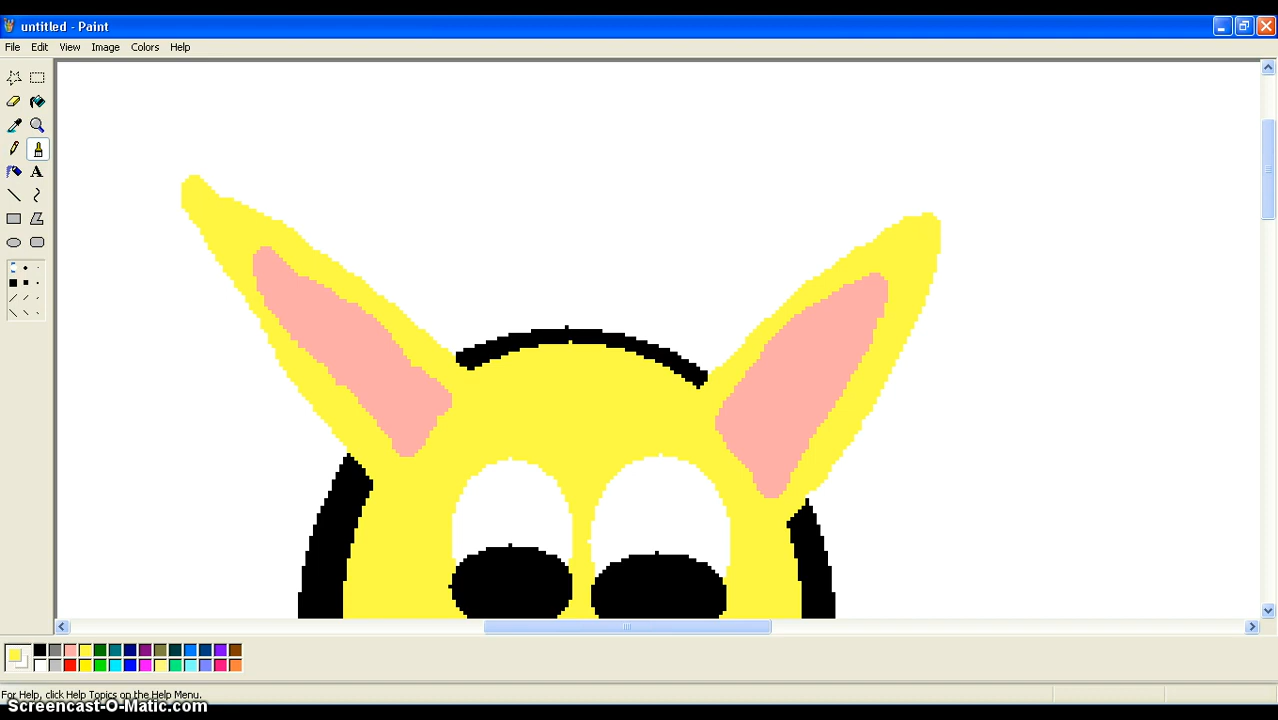 untitled - Paint
File Edit View Image Colors Help
A
For Help, click Help Topics on the Help Menu.
Screencast-O-Matic.com